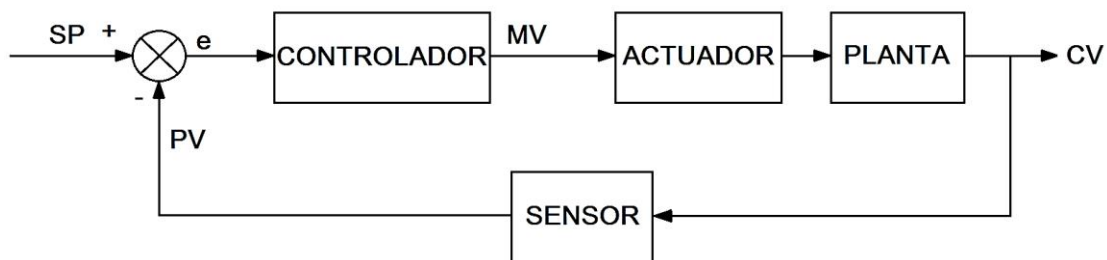 SP + e CONTROLADOR MV ACTUADOR PLANTA CV
-
PV
SENSOR